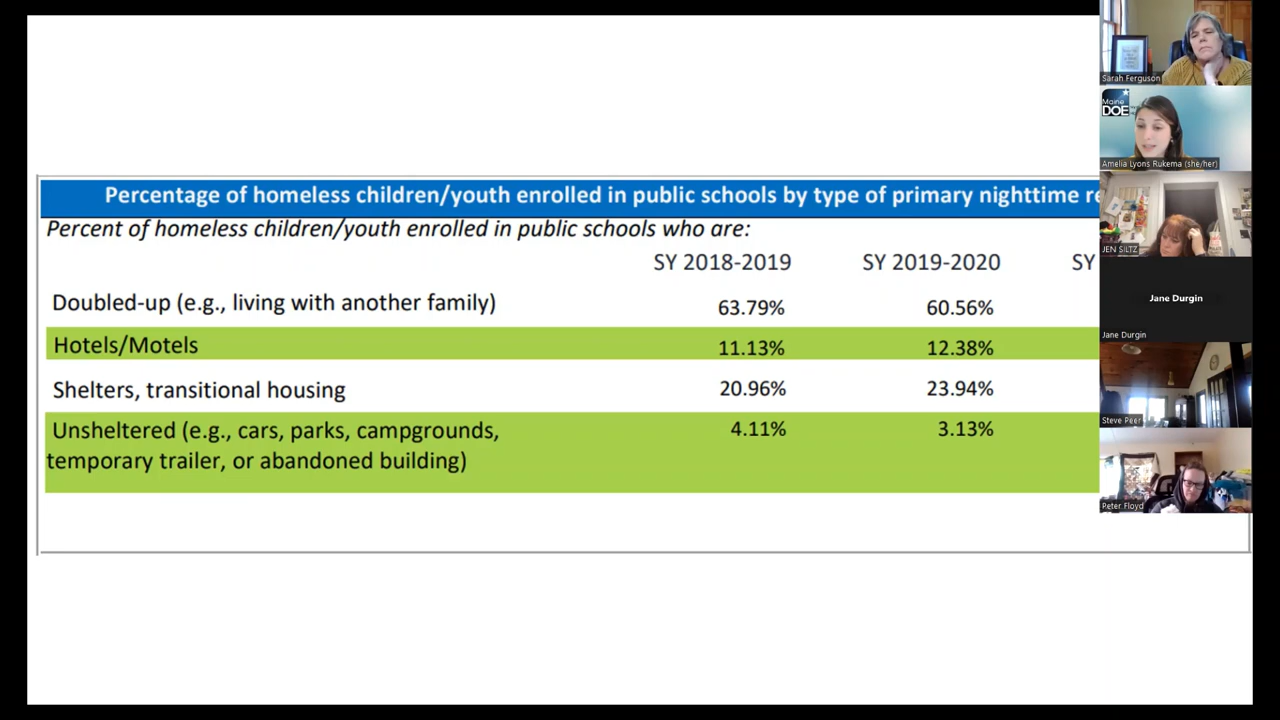 Percentage of homeless children/youth enrolled in public schools by type of primary nighttime re
Percent of homeless children/youth enrolled in public schools who are:
SY 2018-2019 SY 2019-2020 SY
Doubled-up (e.g., living with another family) 63.79% 60.56%
Hotels/Motels 11.13% 12.38%
Shelters, transitional housing 20.96% 23.94%
Unsheltered (e.g., cars, parks, campgrounds, 4.11% 3.13%
temporary trailer, or abandoned building)
Sarah Ferguson
Maine
DOE
Amelia Lyons Rukema (she/her)
JEN SILTZ
Jane Durgin
Jane Durgin
Steve Peer
Peter Floyd